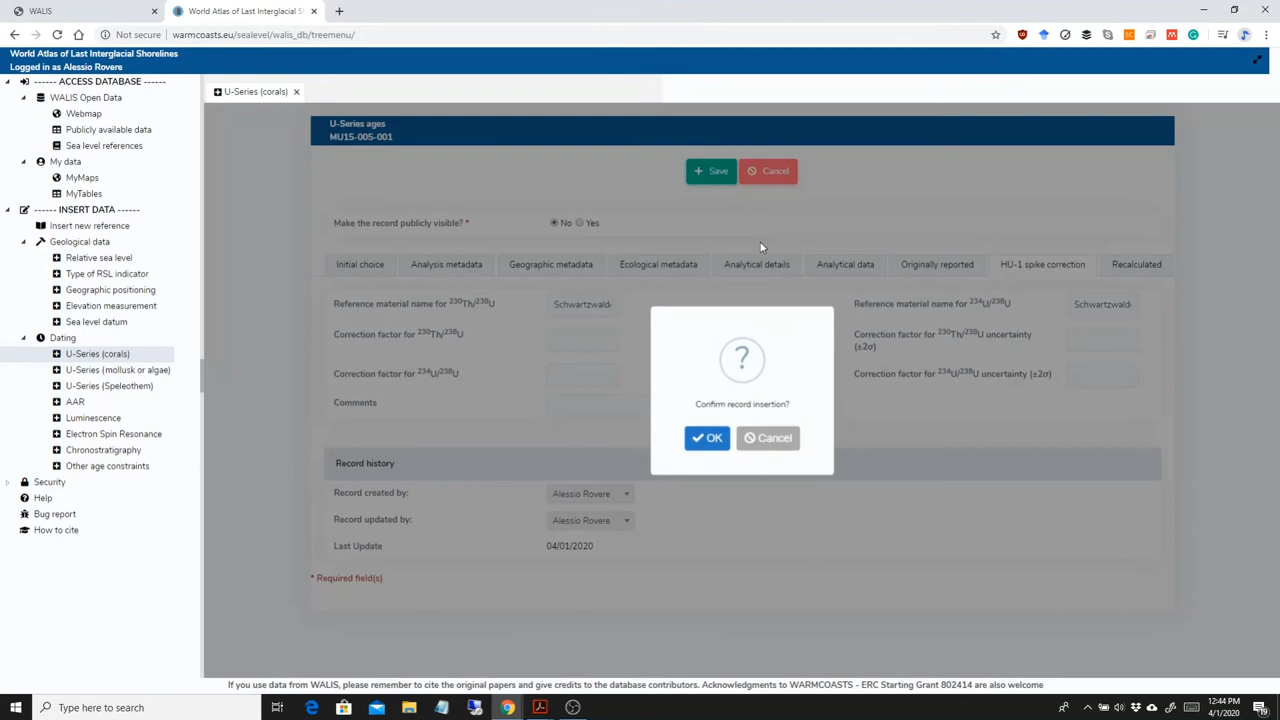 WALIS
World Atlas of Last Interglacial S
Not secure
warmcoasts.eu/sealevel/walis_db/treemenu/
World Atlas of Last Interglacial Shorelines
Logged in as Alessio Rovere
------ ACCESS DATABASE ------
WALIS Open Data
Webmap
Publicly available data
Sea level references
My data
MyMaps
MyTables
------ INSERT DATA ------
Insert new reference
Geological data
Relative sea level
Type of RSL indicator
Geographic positioning
Elevation measurement
Sea level datum
Dating
U-Series (corals)
U-Series (mollusk or algae)
U-Series (Speleothem)
AAR
Luminescence
Electron Spin Resonance
Chronostratigraphy
Other age constraints
Security
Help
Bug report
How to cite
U-Series (corals)
U-Series ages
MU15-005-001
Save
Cancel
Make the record publicly visible? *
No
Yes
Initial choice
Analysis metadata
Geographic metadata
Ecological metadata
Analytical details
Analytical data
Originally reported
HU-1 spike correction
Recalculated
Reference material name for ²³⁰Th/²³⁸U
Schwartzwald
Reference material name for ²³⁴U/²³⁸U
Schwartzwald
Correction factor for ²³⁰Th/²³⁸U
Correction factor for ²³⁰Th/²³⁸U uncertainty
(±2σ)
Correction factor for ²³⁴U/²³⁸U
Correction factor for ²³⁴U/²³⁸U uncertainty (±2σ)
Comments
Confirm record insertion?
OK
Cancel
Record history
Record created by:
Alessio Rovere
Record updated by:
Alessio Rovere
Last Update
04/01/2020
* Required field(s)
If you use data from WALIS, please remember to cite the original papers and give credits to the database contributors. Acknowledgments to WARMCOASTS - ERC Starting Grant 802414 are also welcome
Type here to search
12:44 PM
4/1/2020